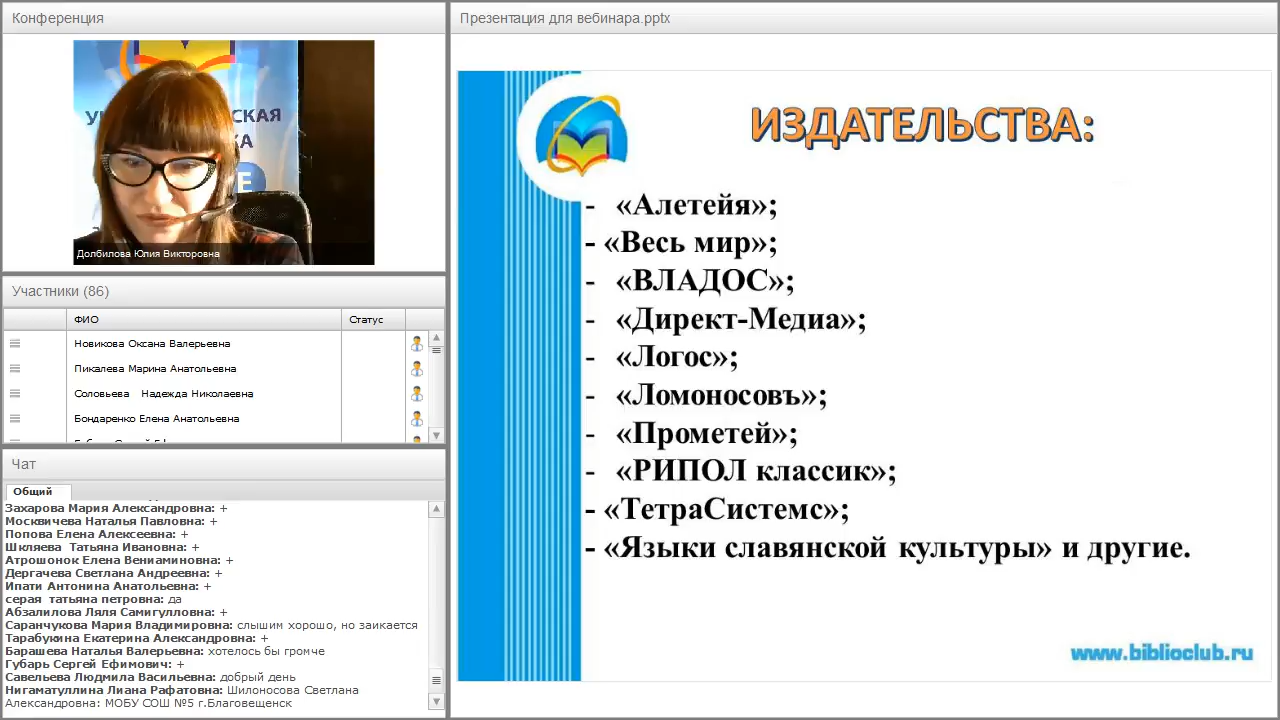 Конференция
УН
СКАЯ
КА
Е
Долбилова Юлия Викторовна
Участники (86)
ФИО
Статус
Новикова Оксана Валерьевна
Пикалева Марина Анатольевна
Соловьева Надежда Николаевна
Бондаренко Елена Анатольевна
Чат
Общий
Захарова Мария Александровна: +
Москвичева Наталья Павловна: +
Попова Елена Алексеевна: +
Шкляева Татьяна Ивановна: +
Атрошонок Елена Вениаминовна: +
Дергачева Светлана Андреевна: +
Ипати Антонина Анатольевна: +
серая татьяна петровна: да
Абзалилова Ляля Самигулловна: +
Саранчукова Мария Владимировна: слышим хорошо, но заикается
Тарабукина Екатерина Александровна: +
Барашева Наталья Валерьевна: хотелось бы громче
Губарь Сергей Ефимович: +
Савельева Людмила Васильевна: добрый день
Нигаматуллина Лиана Рафатовна: Шилоносова Светлана
Александровна: МОБУ СОШ №5 г.Благовещенск
Презентация для вебинара.pptx
ИЗДАТЕЛЬСТВА:
- «Алетейя»;
- «Весь мир»;
- «ВЛАДОС»;
- «Директ-Медиа»;
- «Логос»;
- «Ломоносовъ»;
- «Прометей»;
- «РИПОЛ классик»;
- «ТетраСистемс»;
- «Языки славянской культуры» и другие.
www.biblioclub.ru